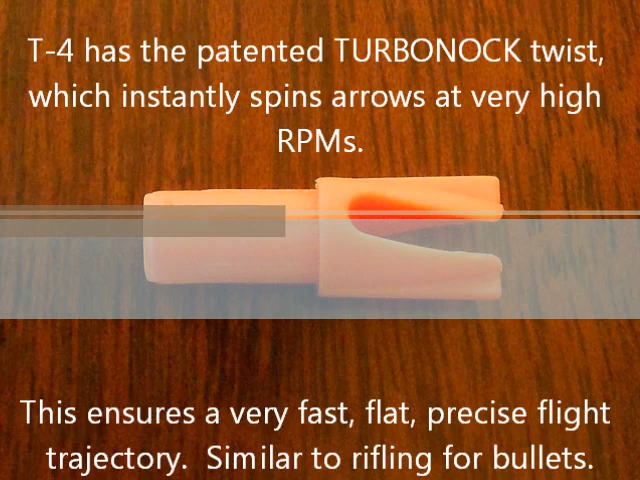 T-4 has the patented TURBONOCK twist,
which instantly spins arrows at very high
RPMs.
This ensures a very fast, flat, precise flight
trajectory.  Similar to rifling for bullets.